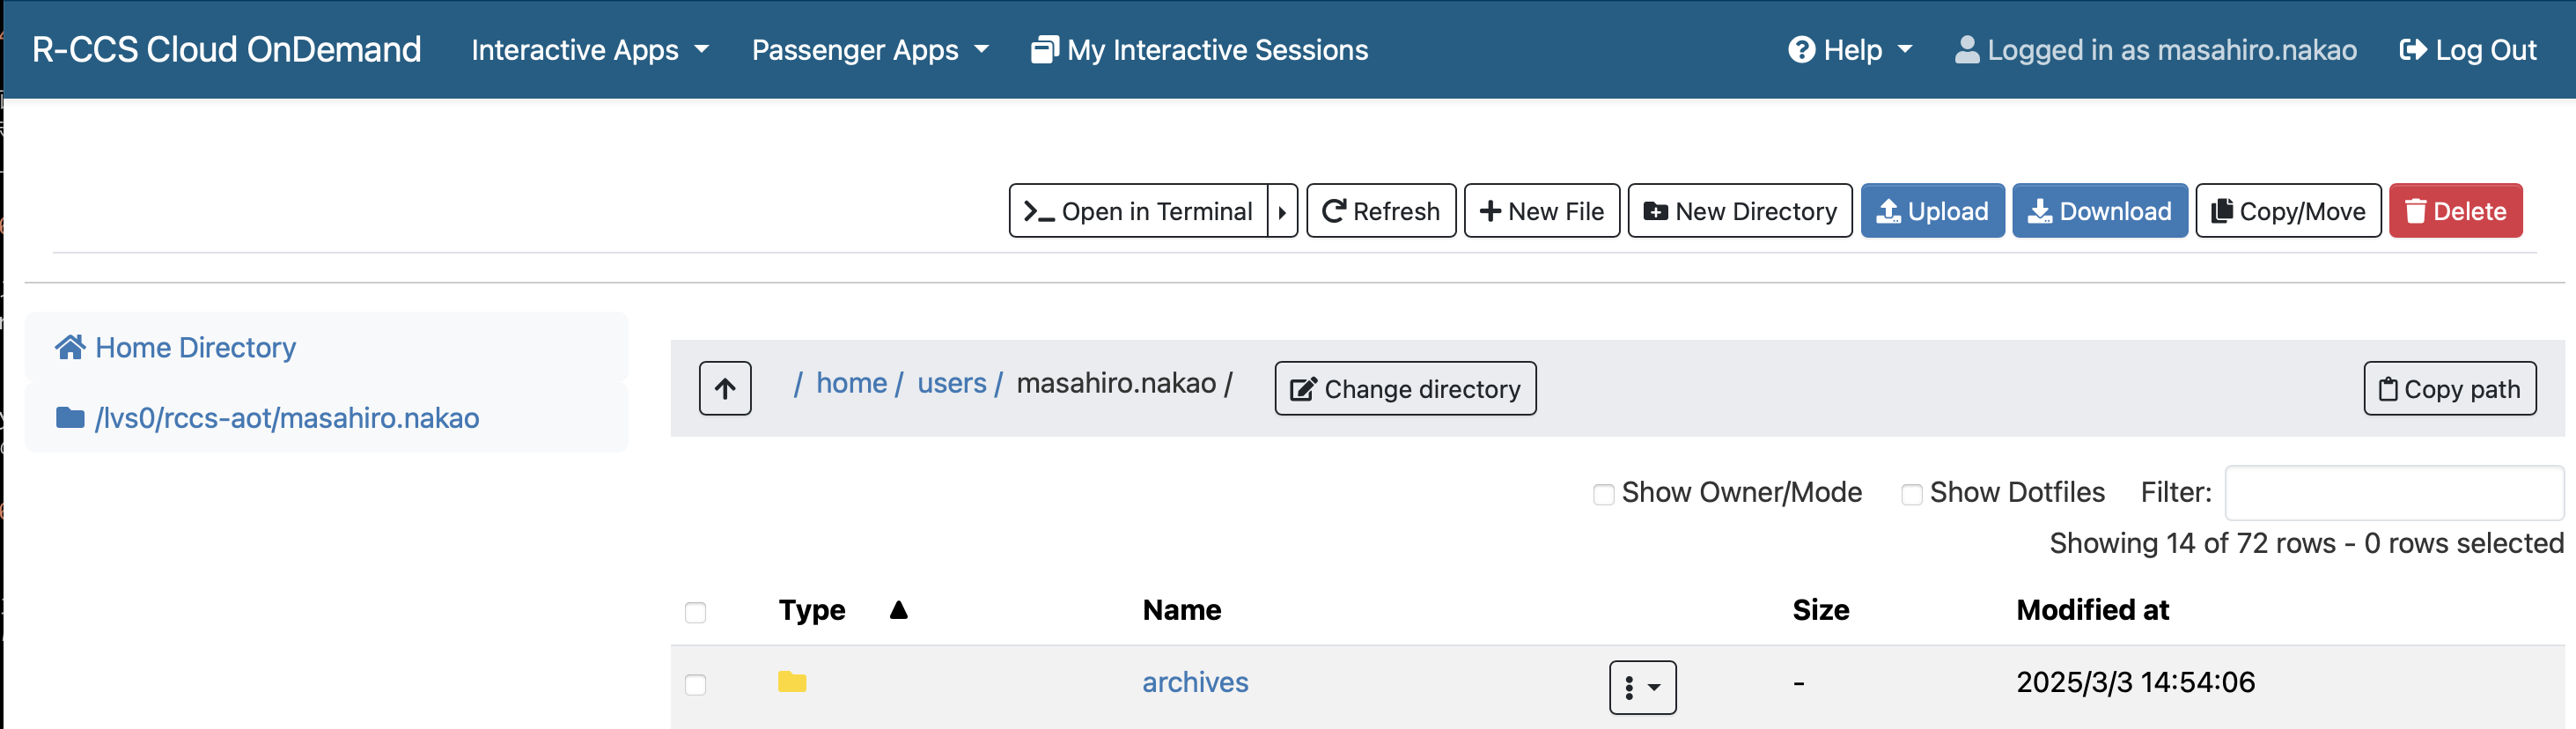 R-CCS Cloud OnDemand Interactive Apps Passenger Apps My Interactive Sessions Help Logged in as masahiro.nakao Log Out
Open in Terminal Refresh New File New Directory Upload Download Copy/Move Delete
Home Directory
/lvs0/rccs-aot/masahiro.nakao
/ home / users / masahiro.nakao / Change directory Copy path
Show Owner/Mode Show Dotfiles Filter:
Showing 14 of 72 rows - 0 rows selected
Type Name Size Modified at
archives - 2025/3/3 14:54:06